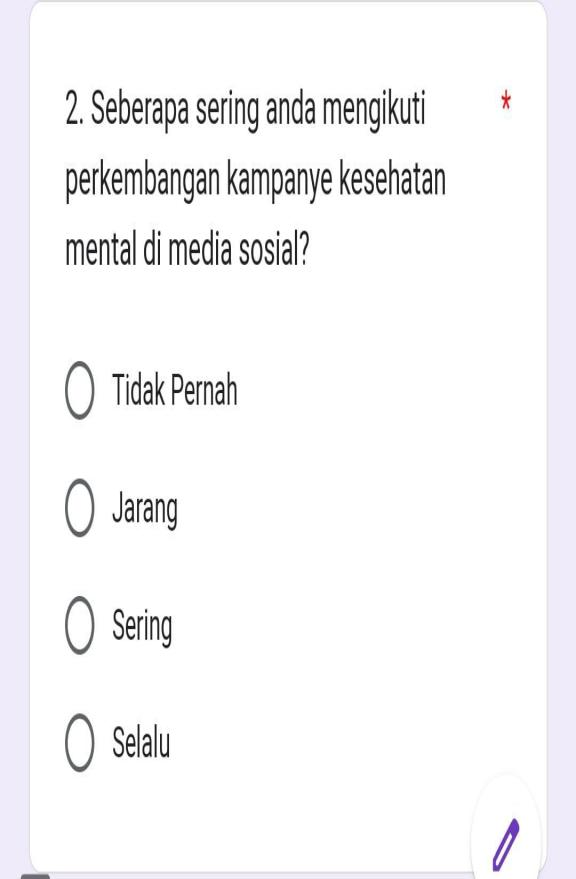 2. Seberapa sering anda mengikuti *
perkembangan kampanye kesehatan
mental di media sosial?
Tidak Pernah
Jarang
Sering
Selalu